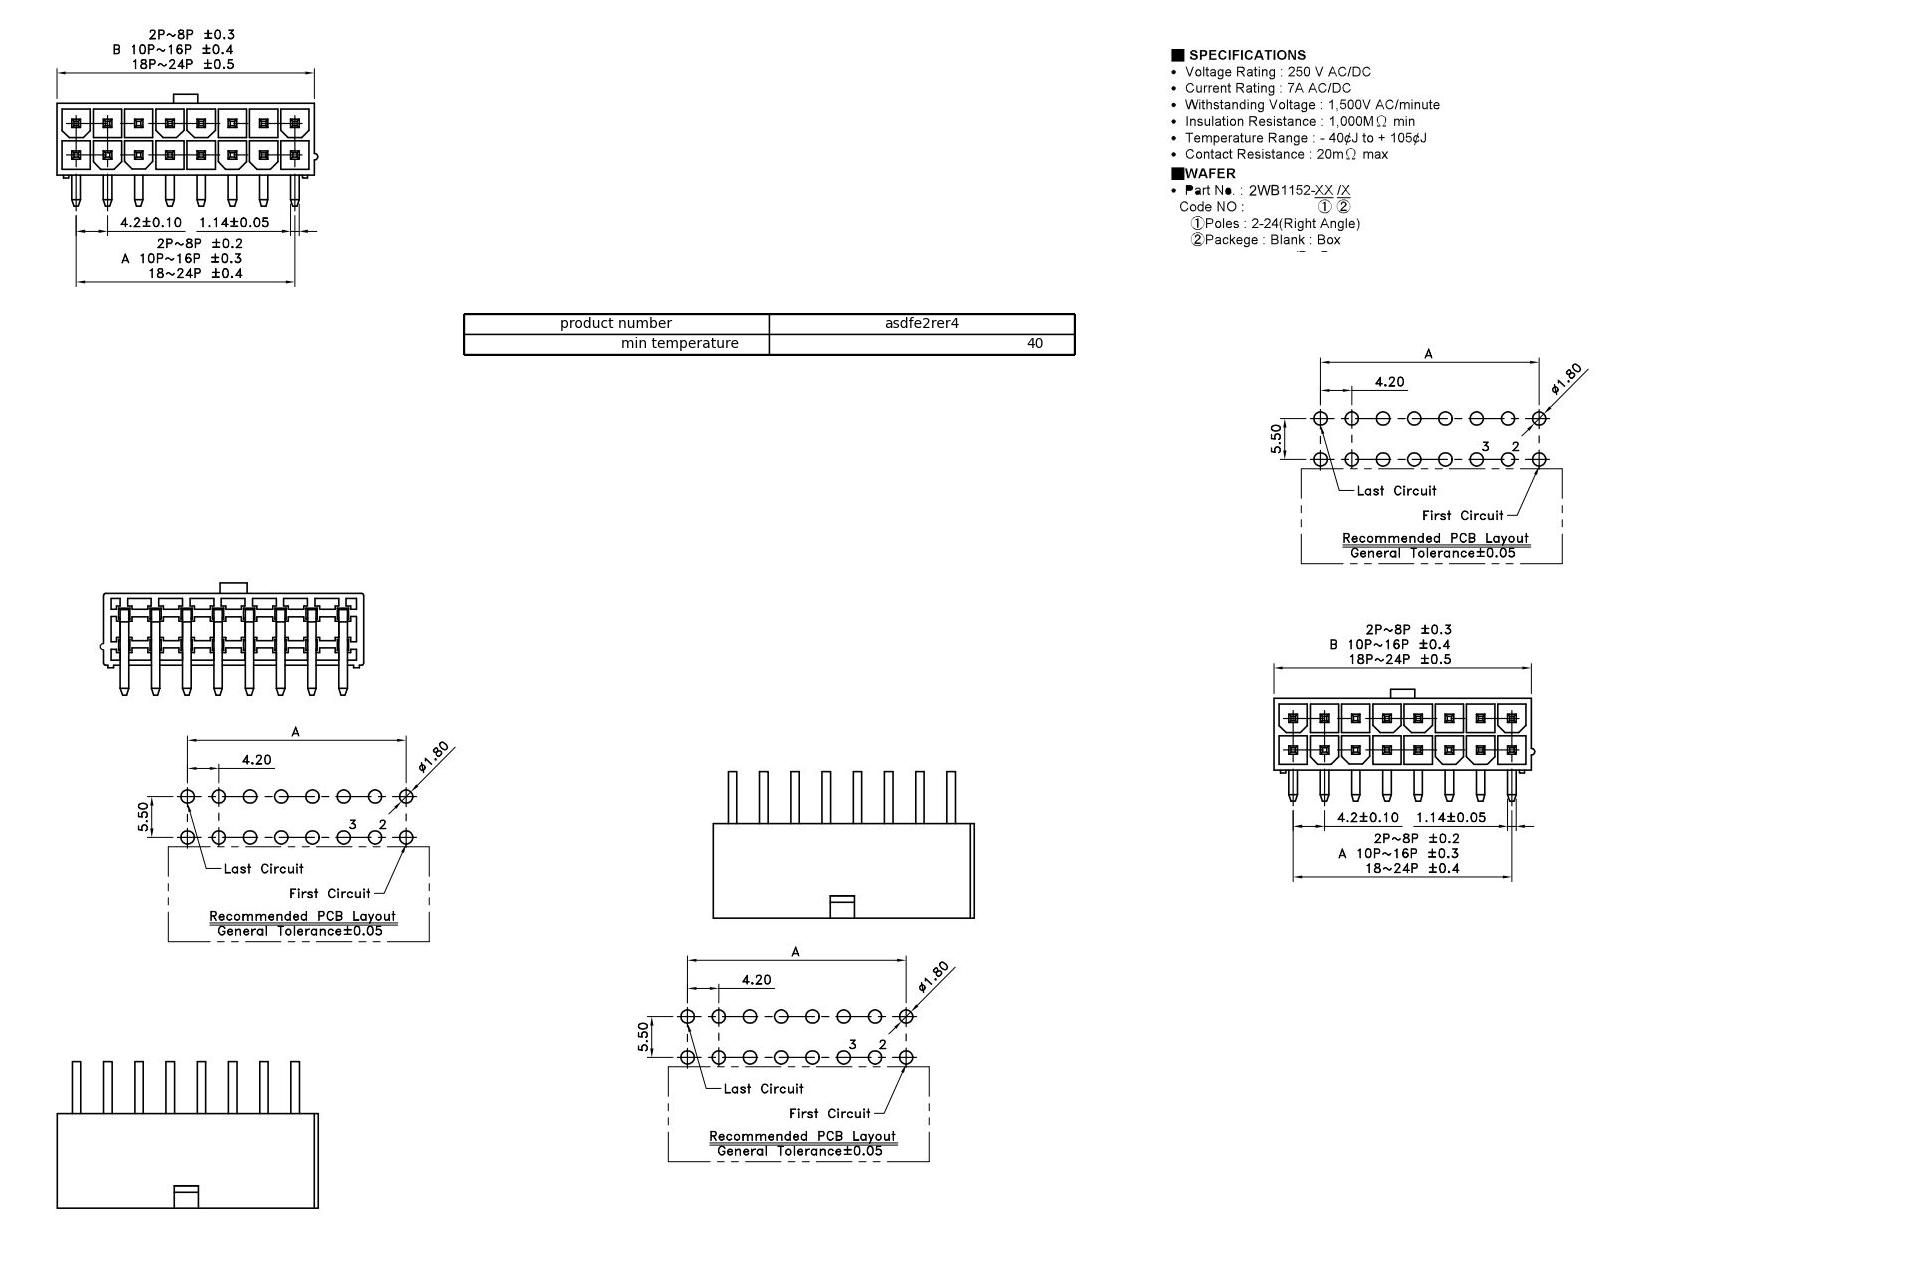 2P~8P ±0.3
B 10P~16P ±0.4
18P~24P ±0.5
4.2±0.10 1.14±0.05
2P~8P ±0.2
A 10P~16P ±0.3
18~24P ±0.4
■ SPECIFICATIONS
• Voltage Rating : 250 V AC/DC
• Current Rating : 7A AC/DC
• Withstanding Voltage : 1,500V AC/minute
• Insulation Resistance : 1,000MΩ min
• Temperature Range : - 40¢J to + 105¢J
• Contact Resistance : 20mΩ max
■WAFER
• Part No. : 2WB1152-XX /X
Code NO : ① ②
①Poles : 2-24(Right Angle)
②Packege : Blank : Box
product number asdfe2rer4
min temperature 40
A
4.20 ø1.80
5.50
3 2
Last Circuit
First Circuit
Recommended PCB Layout
General Tolerance±0.05
2P~8P ±0.3
B 10P~16P ±0.4
18P~24P ±0.5
4.2±0.10 1.14±0.05
2P~8P ±0.2
A 10P~16P ±0.3
18~24P ±0.4
A
4.20 ø1.80
5.50
3 2
Last Circuit
First Circuit
Recommended PCB Layout
General Tolerance±0.05
A
4.20 ø1.80
5.50
3 2
Last Circuit
First Circuit
Recommended PCB Layout
General Tolerance±0.05